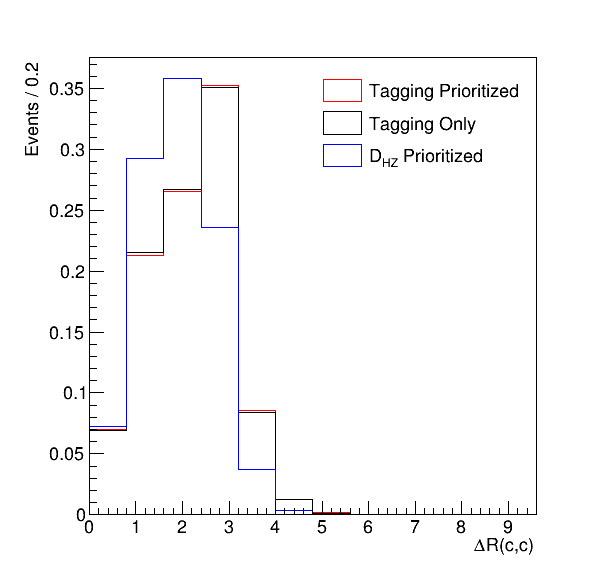 Events / 0.2
0.35
0.3
0.25
0.2
0.15
0.1
0.05
0
Tagging Prioritized
Tagging Only
D_HZ Prioritized
0 1 2 3 4 5 6 7 8 9
ΔR(c,c)